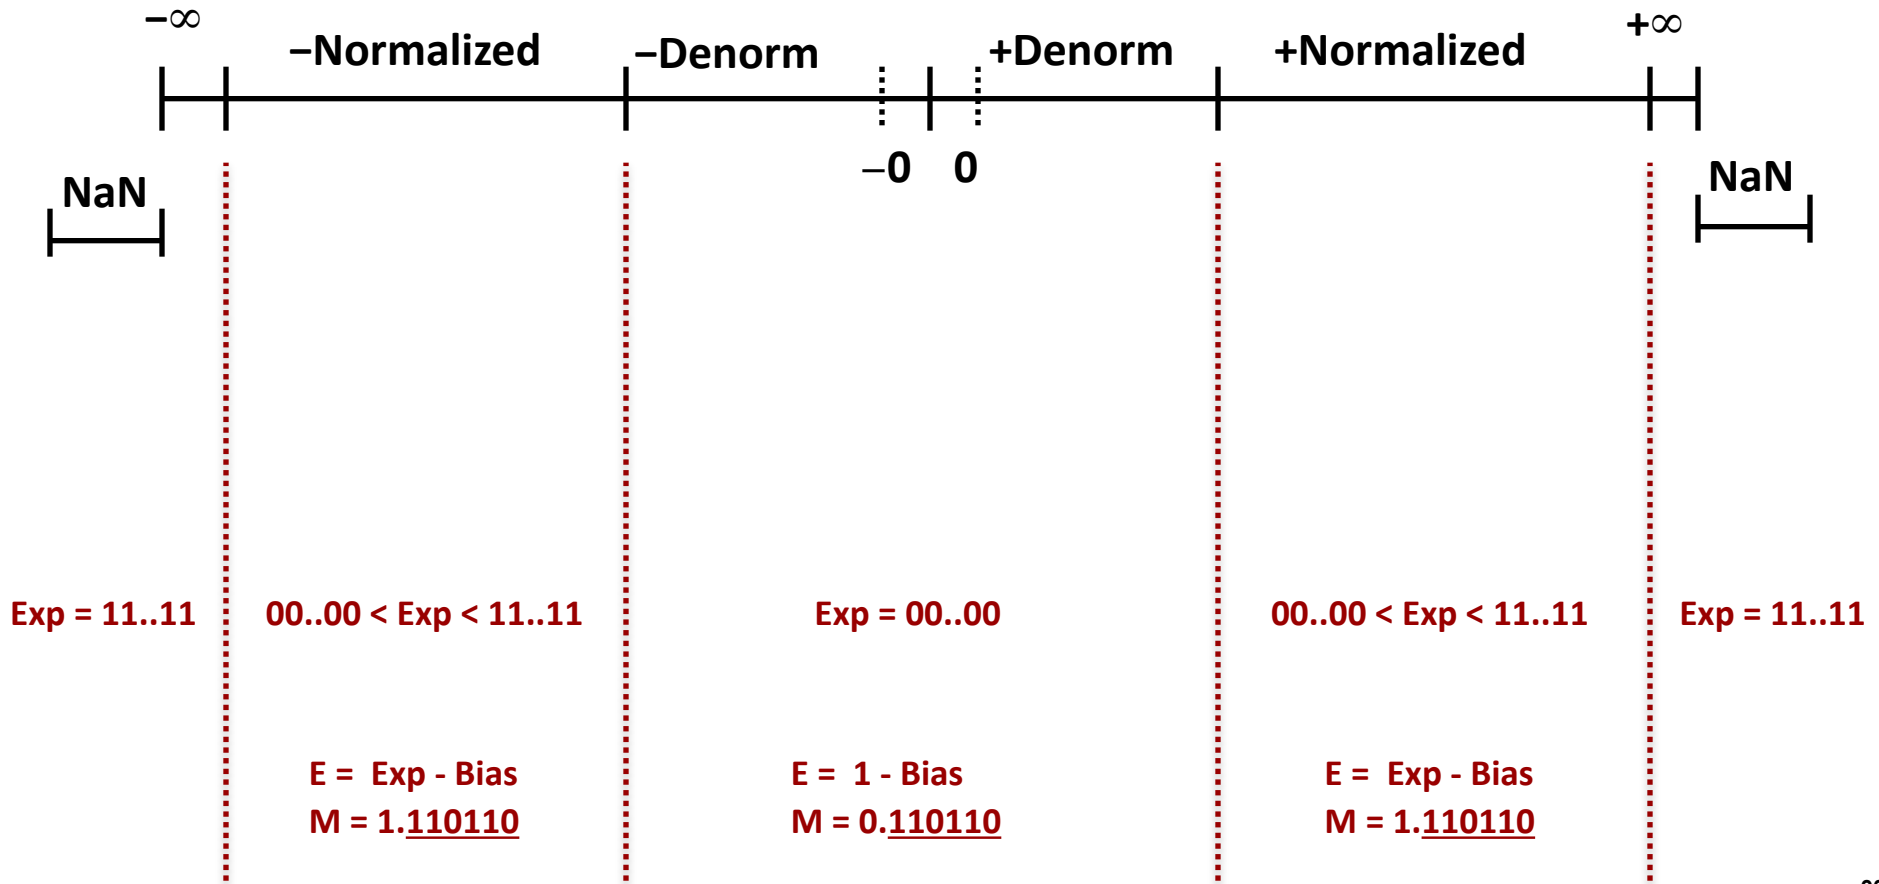 −∞ +∞
−Normalized −Denorm +Denorm +Normalized
−0 0
NaN NaN
Exp = 11..11 00..00 < Exp < 11..11 Exp = 00..00 00..00 < Exp < 11..11 Exp = 11..11
E = Exp - Bias E = 1 - Bias E = Exp - Bias
M = 1.110110 M = 0.110110 M = 1.110110